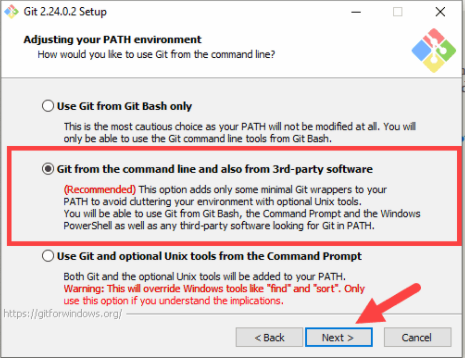 Git 2.24.0.2 Setup
Adjusting your PATH environment
How would you like to use Git from the command line?
Use Git from Git Bash only
This is the most cautious choice as your PATH will not be modified at all. You will
only be able to use the Git command line tools from Git Bash.
Git from the command line and also from 3rd-party software
(Recommended) This option adds only some minimal Git wrappers to your
PATH to avoid cluttering your environment with optional Unix tools.
You will be able to use Git from Git Bash, the Command Prompt and the Windows
PowerShell as well as any third-party software looking for Git in PATH.
Use Git and optional Unix tools from the Command Prompt
Both Git and the optional Unix tools will be added to your PATH.
Warning: This will override Windows tools like "find" and "sort". Only
use this option if you understand the implications.
https://gitforwindows.org/
< Back
Next >
Cancel